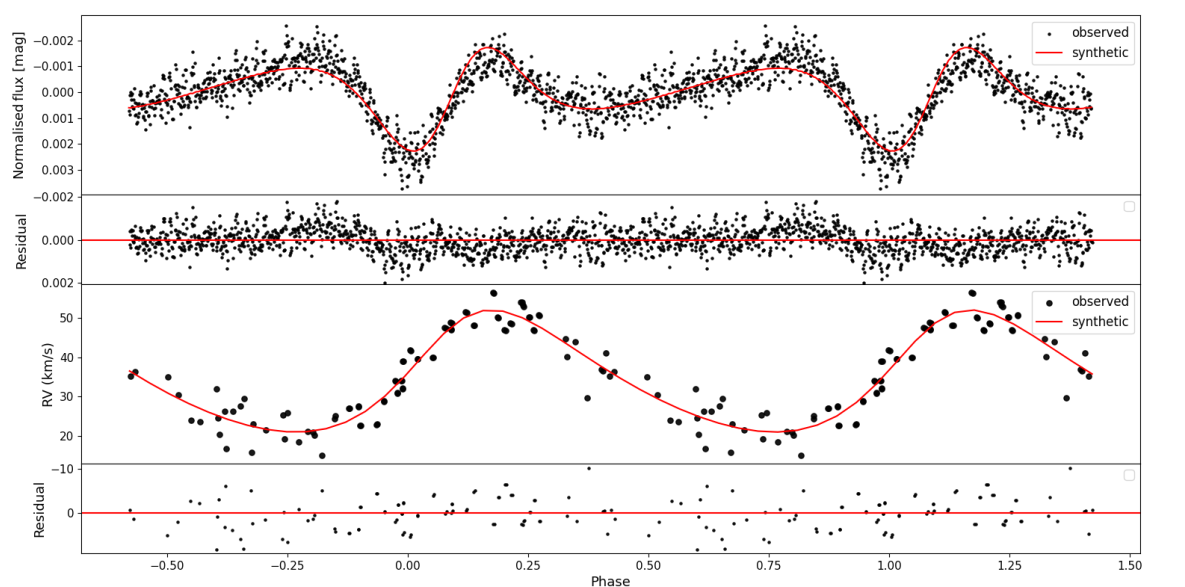 Normalised flux [mag]
−0.002
−0.001
0.000
0.001
0.002
0.003
observed
synthetic
Residual
−0.002
0.000
0.002
RV (km/s)
50
40
30
20
observed
synthetic
Residual
−10
0
−0.50 −0.25 0.00 0.25 0.50 0.75 1.00 1.25 1.50
Phase